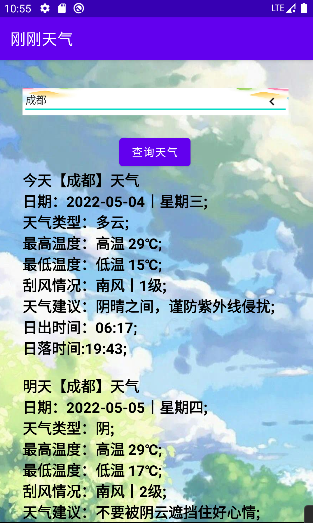 10:55
LTE
刚刚天气
成都
查询天气
今天【成都】天气
日期：2022-05-04丨星期三;
天气类型：多云;
最高温度：高温 29℃;
最低温度：低温 15℃;
刮风情况：南风丨1级;
天气建议：阴晴之间，谨防紫外线侵扰;
日出时间：06:17;
日落时间:19:43;
明天【成都】天气
日期：2022-05-05丨星期四;
天气类型：阴;
最高温度：高温 29℃;
最低温度：低温 17℃;
刮风情况：南风丨2级;
天气建议：不要被阴云遮挡住好心情;